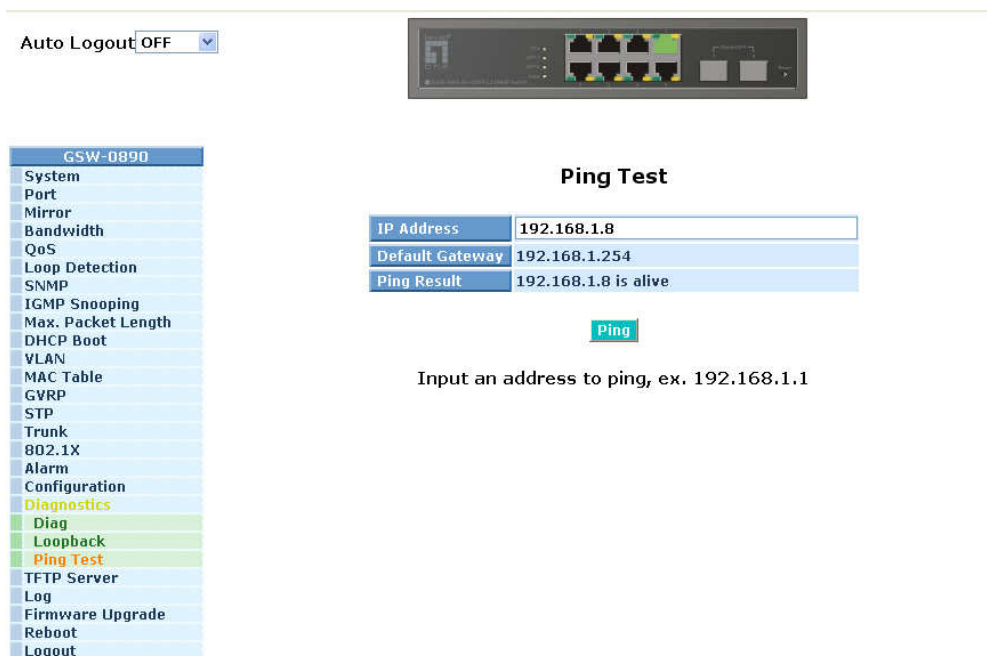 Auto Logout OFF
GSW-0890
System
Port
Mirror
Bandwidth
QoS
Loop Detection
SNMP
IGMP Snooping
Max. Packet Length
DHCP Boot
VLAN
MAC Table
GVRP
STP
Trunk
802.1X
Alarm
Configuration
Diagnostics
Diag
Loopback
Ping Test
TFTP Server
Log
Firmware Upgrade
Reboot
Logout
Ping Test
IP Address 192.168.1.8
Default Gateway 192.168.1.254
Ping Result 192.168.1.8 is alive
Ping
Input an address to ping, ex. 192.168.1.1